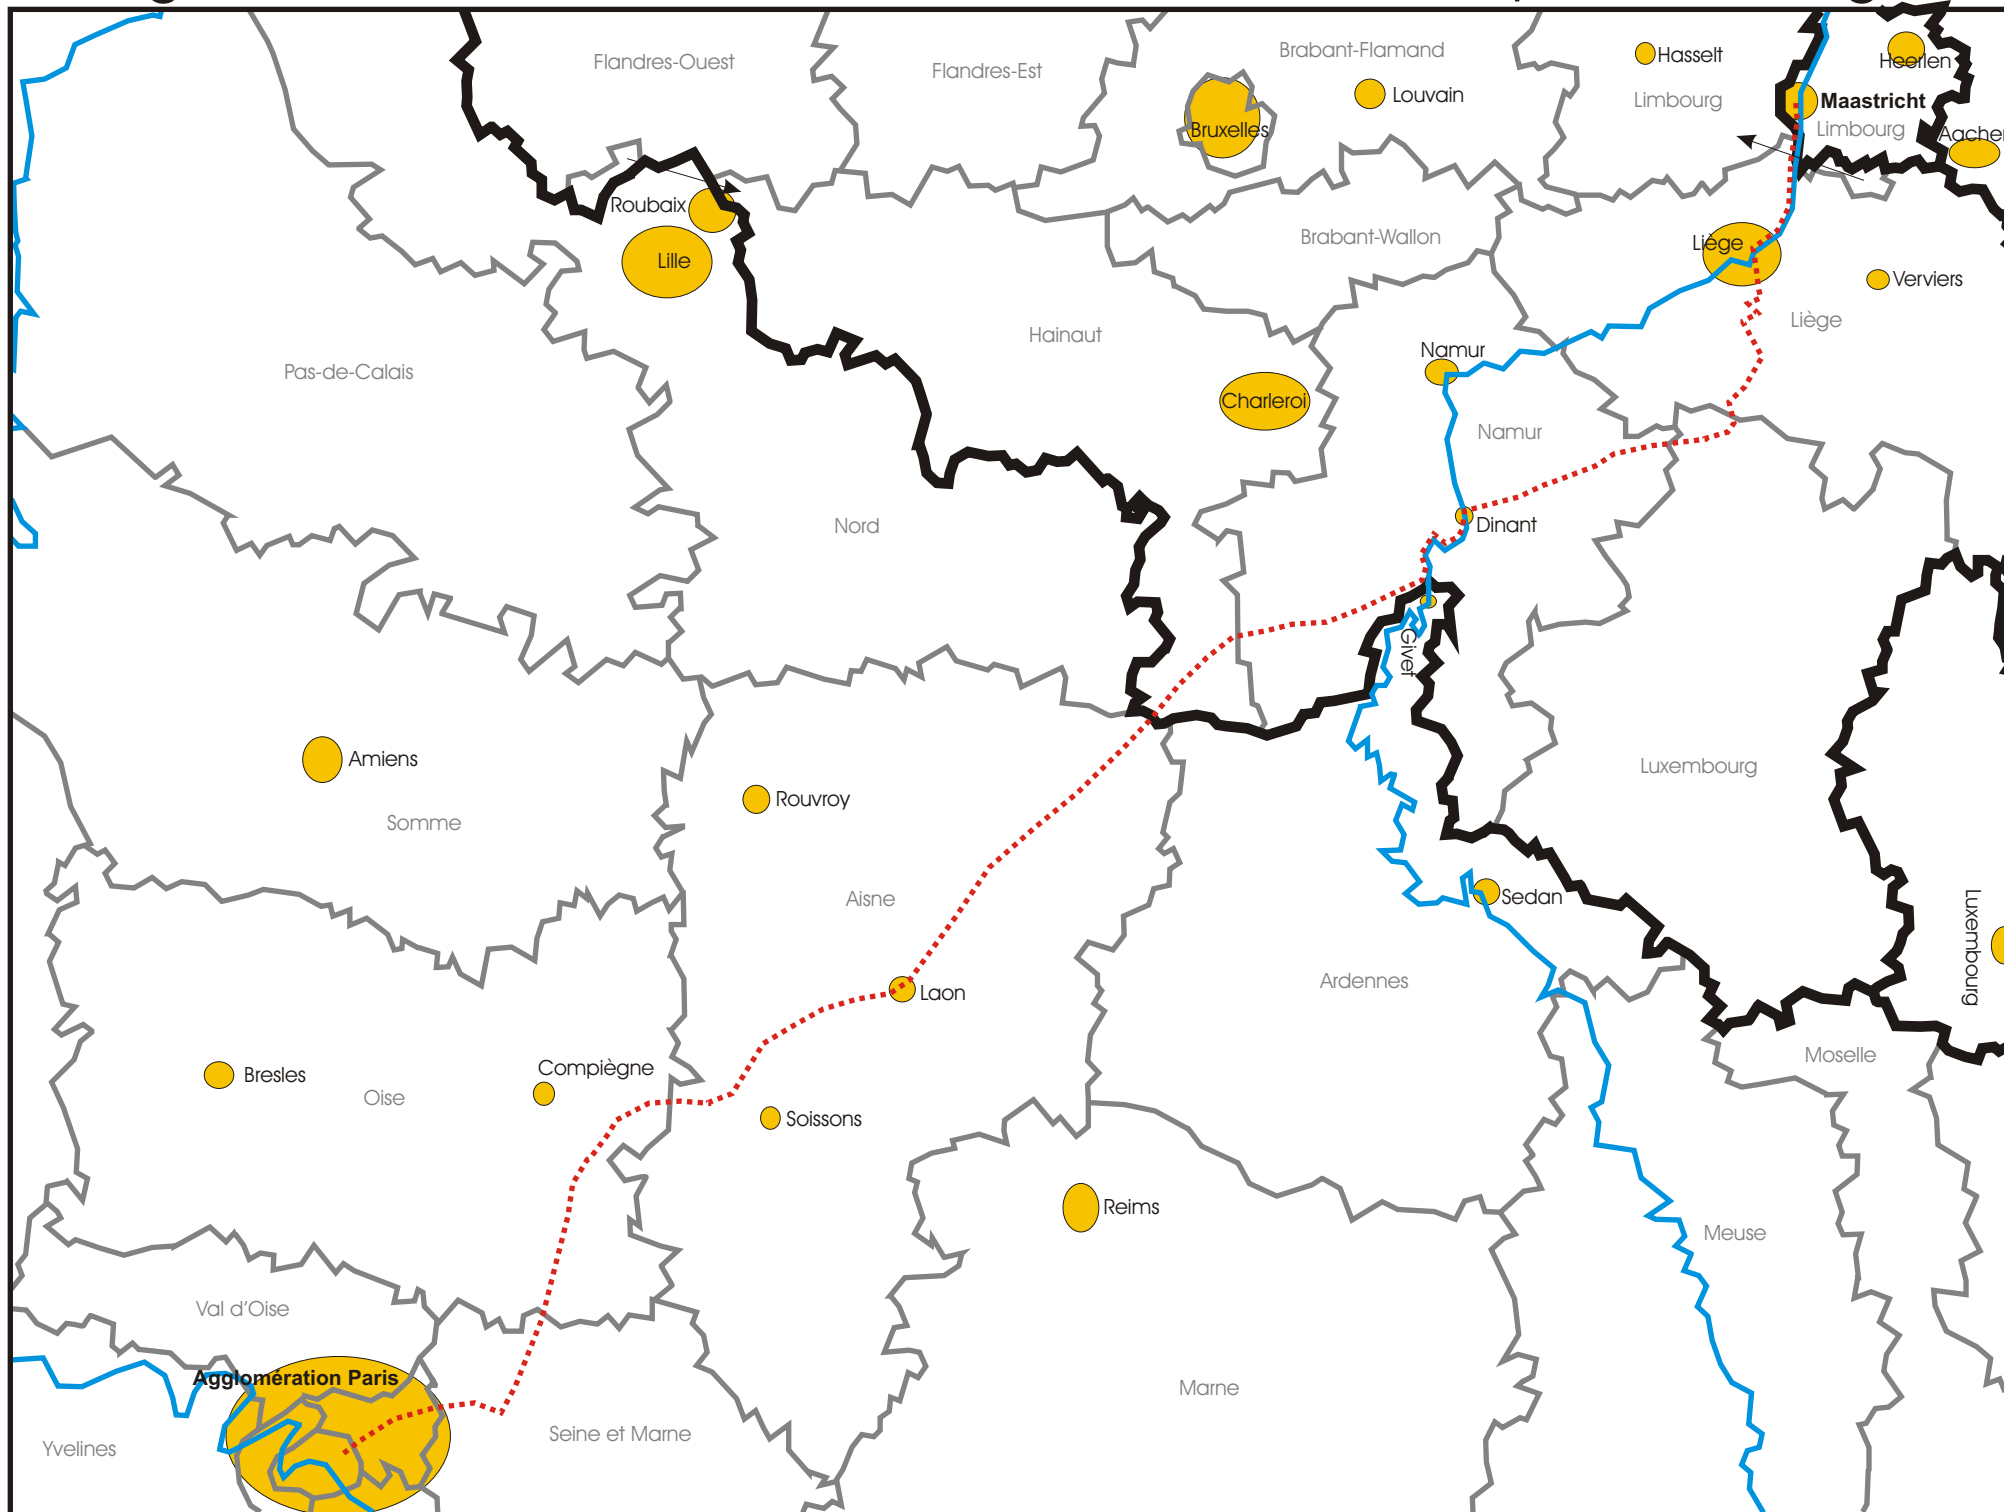 Flandres-Ouest
Flandres-Est
Brabant-Flamand
Hasselt
Heerlen
Louvain
Limbourg
Maastricht
Bruxelles
Limbourg
Aachen
Roubaix
Brabant-Wallon
Liège
Lille
Verviers
Hainaut
Liège
Pas-de-Calais
Namur
Charleroi
Namur
Nord
Dinant
Givet
Amiens
Luxembourg
Rouvroy
Somme
Aisne
Sedan
Luxembourg
Ardennes
Laon
Moselle
Compiègne
Bresles
Oise
Soissons
Reims
Meuse
Val d'Oise
Agglomération Paris
Marne
Seine et Marne
Yvelines